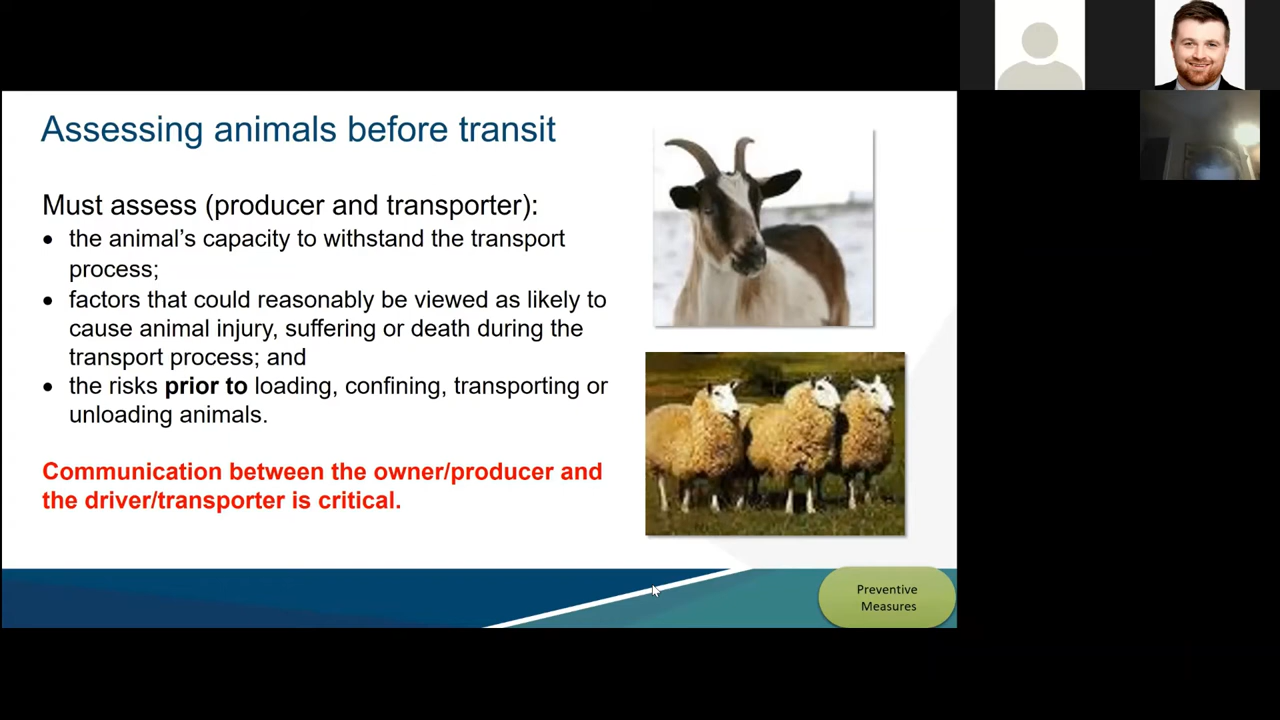 Assessing animals before transit
Must assess (producer and transporter):
• the animal's capacity to withstand the transport
process;
• factors that could reasonably be viewed as likely to
cause animal injury, suffering or death during the
transport process; and
• the risks prior to loading, confining, transporting or
unloading animals.
Communication between the owner/producer and
the driver/transporter is critical.
Preventive
Measures